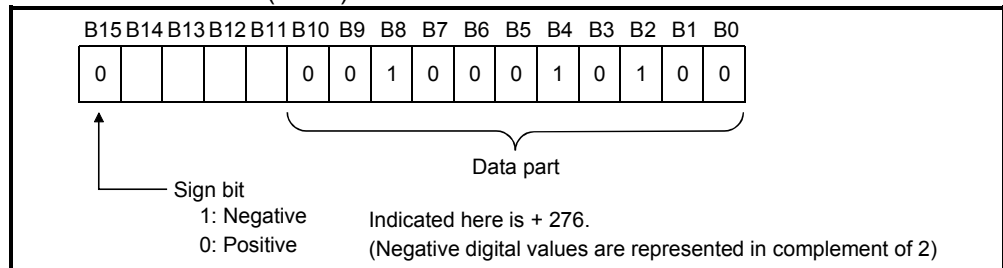 B15 B14 B13 B12 B11 B10 B9 B8 B7 B6 B5 B4 B3 B2 B1 B0
0 0 0 1 0 0 0 1 0 1 0 0
Data part
Sign bit
1: Negative Indicated here is + 276.
0: Positive (Negative digital values are represented in complement of 2)